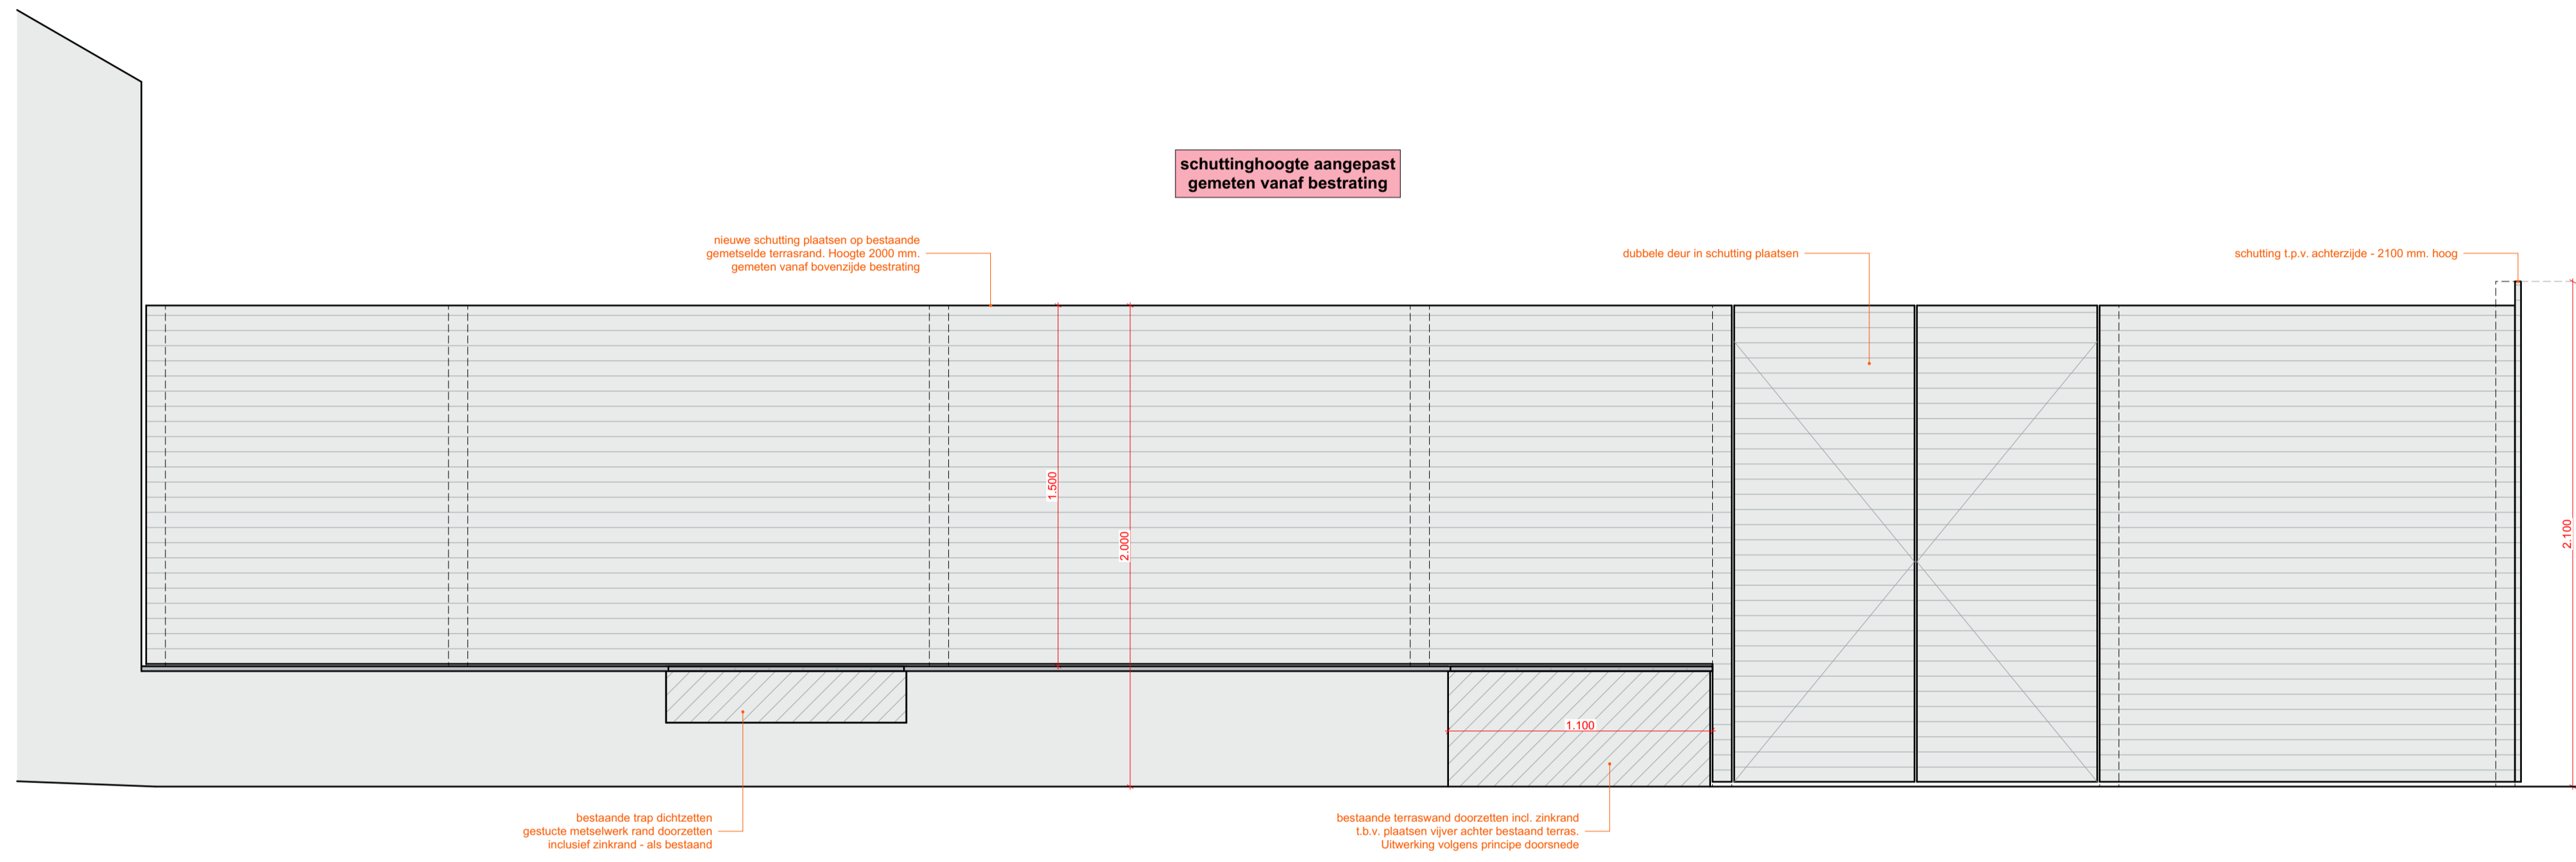 schuttinghoogte aangepast
gemeten vanaf bestrating
nieuwe schutting plaatsen op bestaande
gemetselde terrasrand. Hoogte 2000 mm.
gemeten vanaf bovenzijde bestrating
dubbele deur in schutting plaatsen
schutting t.p.v. achterzijde - 2100 mm. hoog
1.500
2.000
2.100
1.100
bestaande trap dichtzetten
gestucte metselwerk rand doorzetten
inclusief zinkrand - als bestaand
bestaande terraswand doorzetten incl. zinkrand
t.b.v. plaatsen vijver achter bestaand terras.
Uitwerking volgens principe doorsnede